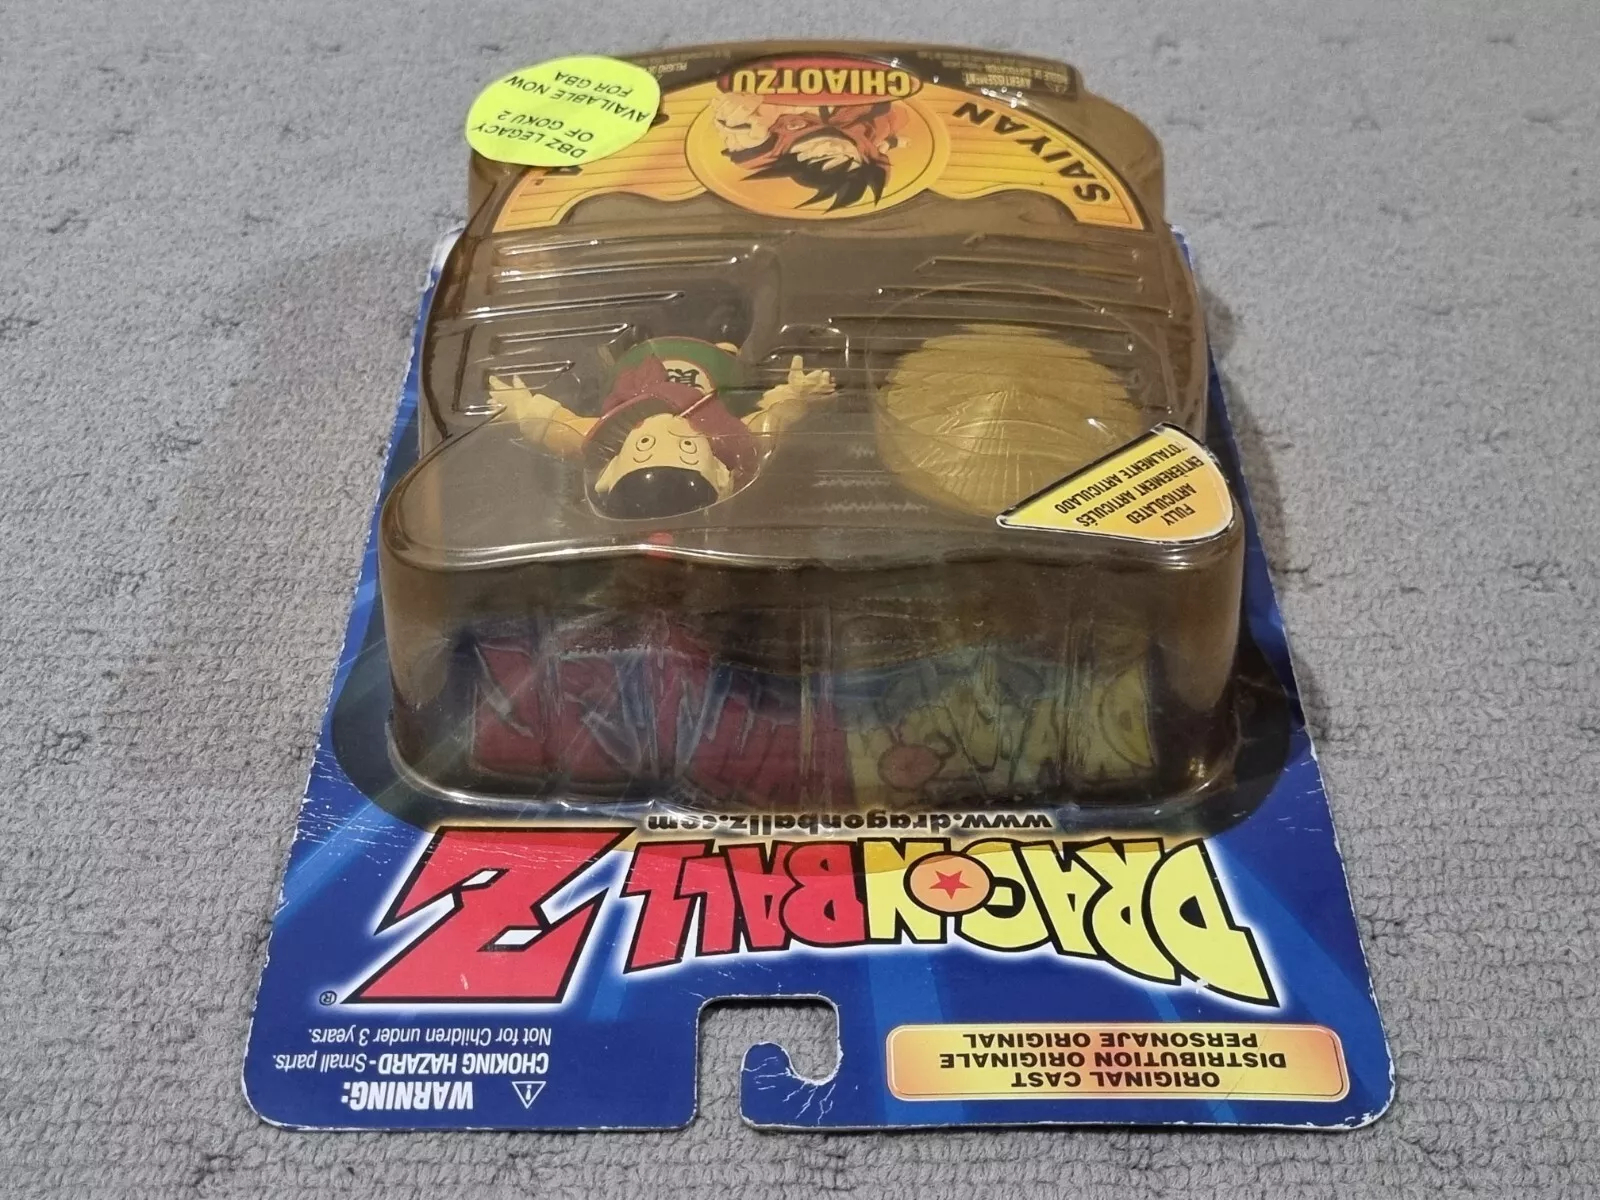 WARNING:
CHOKING HAZARD - Small parts.
Not for Children under 3 years.
ORIGINAL CAST
DISTRIBUTION ORIGINALE
PERSONAJE ORIGINAL
DRAGONBALL Z®
www.dragonballz.com
FULLY
ARTICULATED
ENTIÈREMENT ARTICULÉS
TOTALMENTE ARTICULADO
DBZ LEGACY
OF GOKU 2
AVAILABLE NOW
FOR GBA
SAIYAN
CHIAOTZU
AVERTISSEMENT: